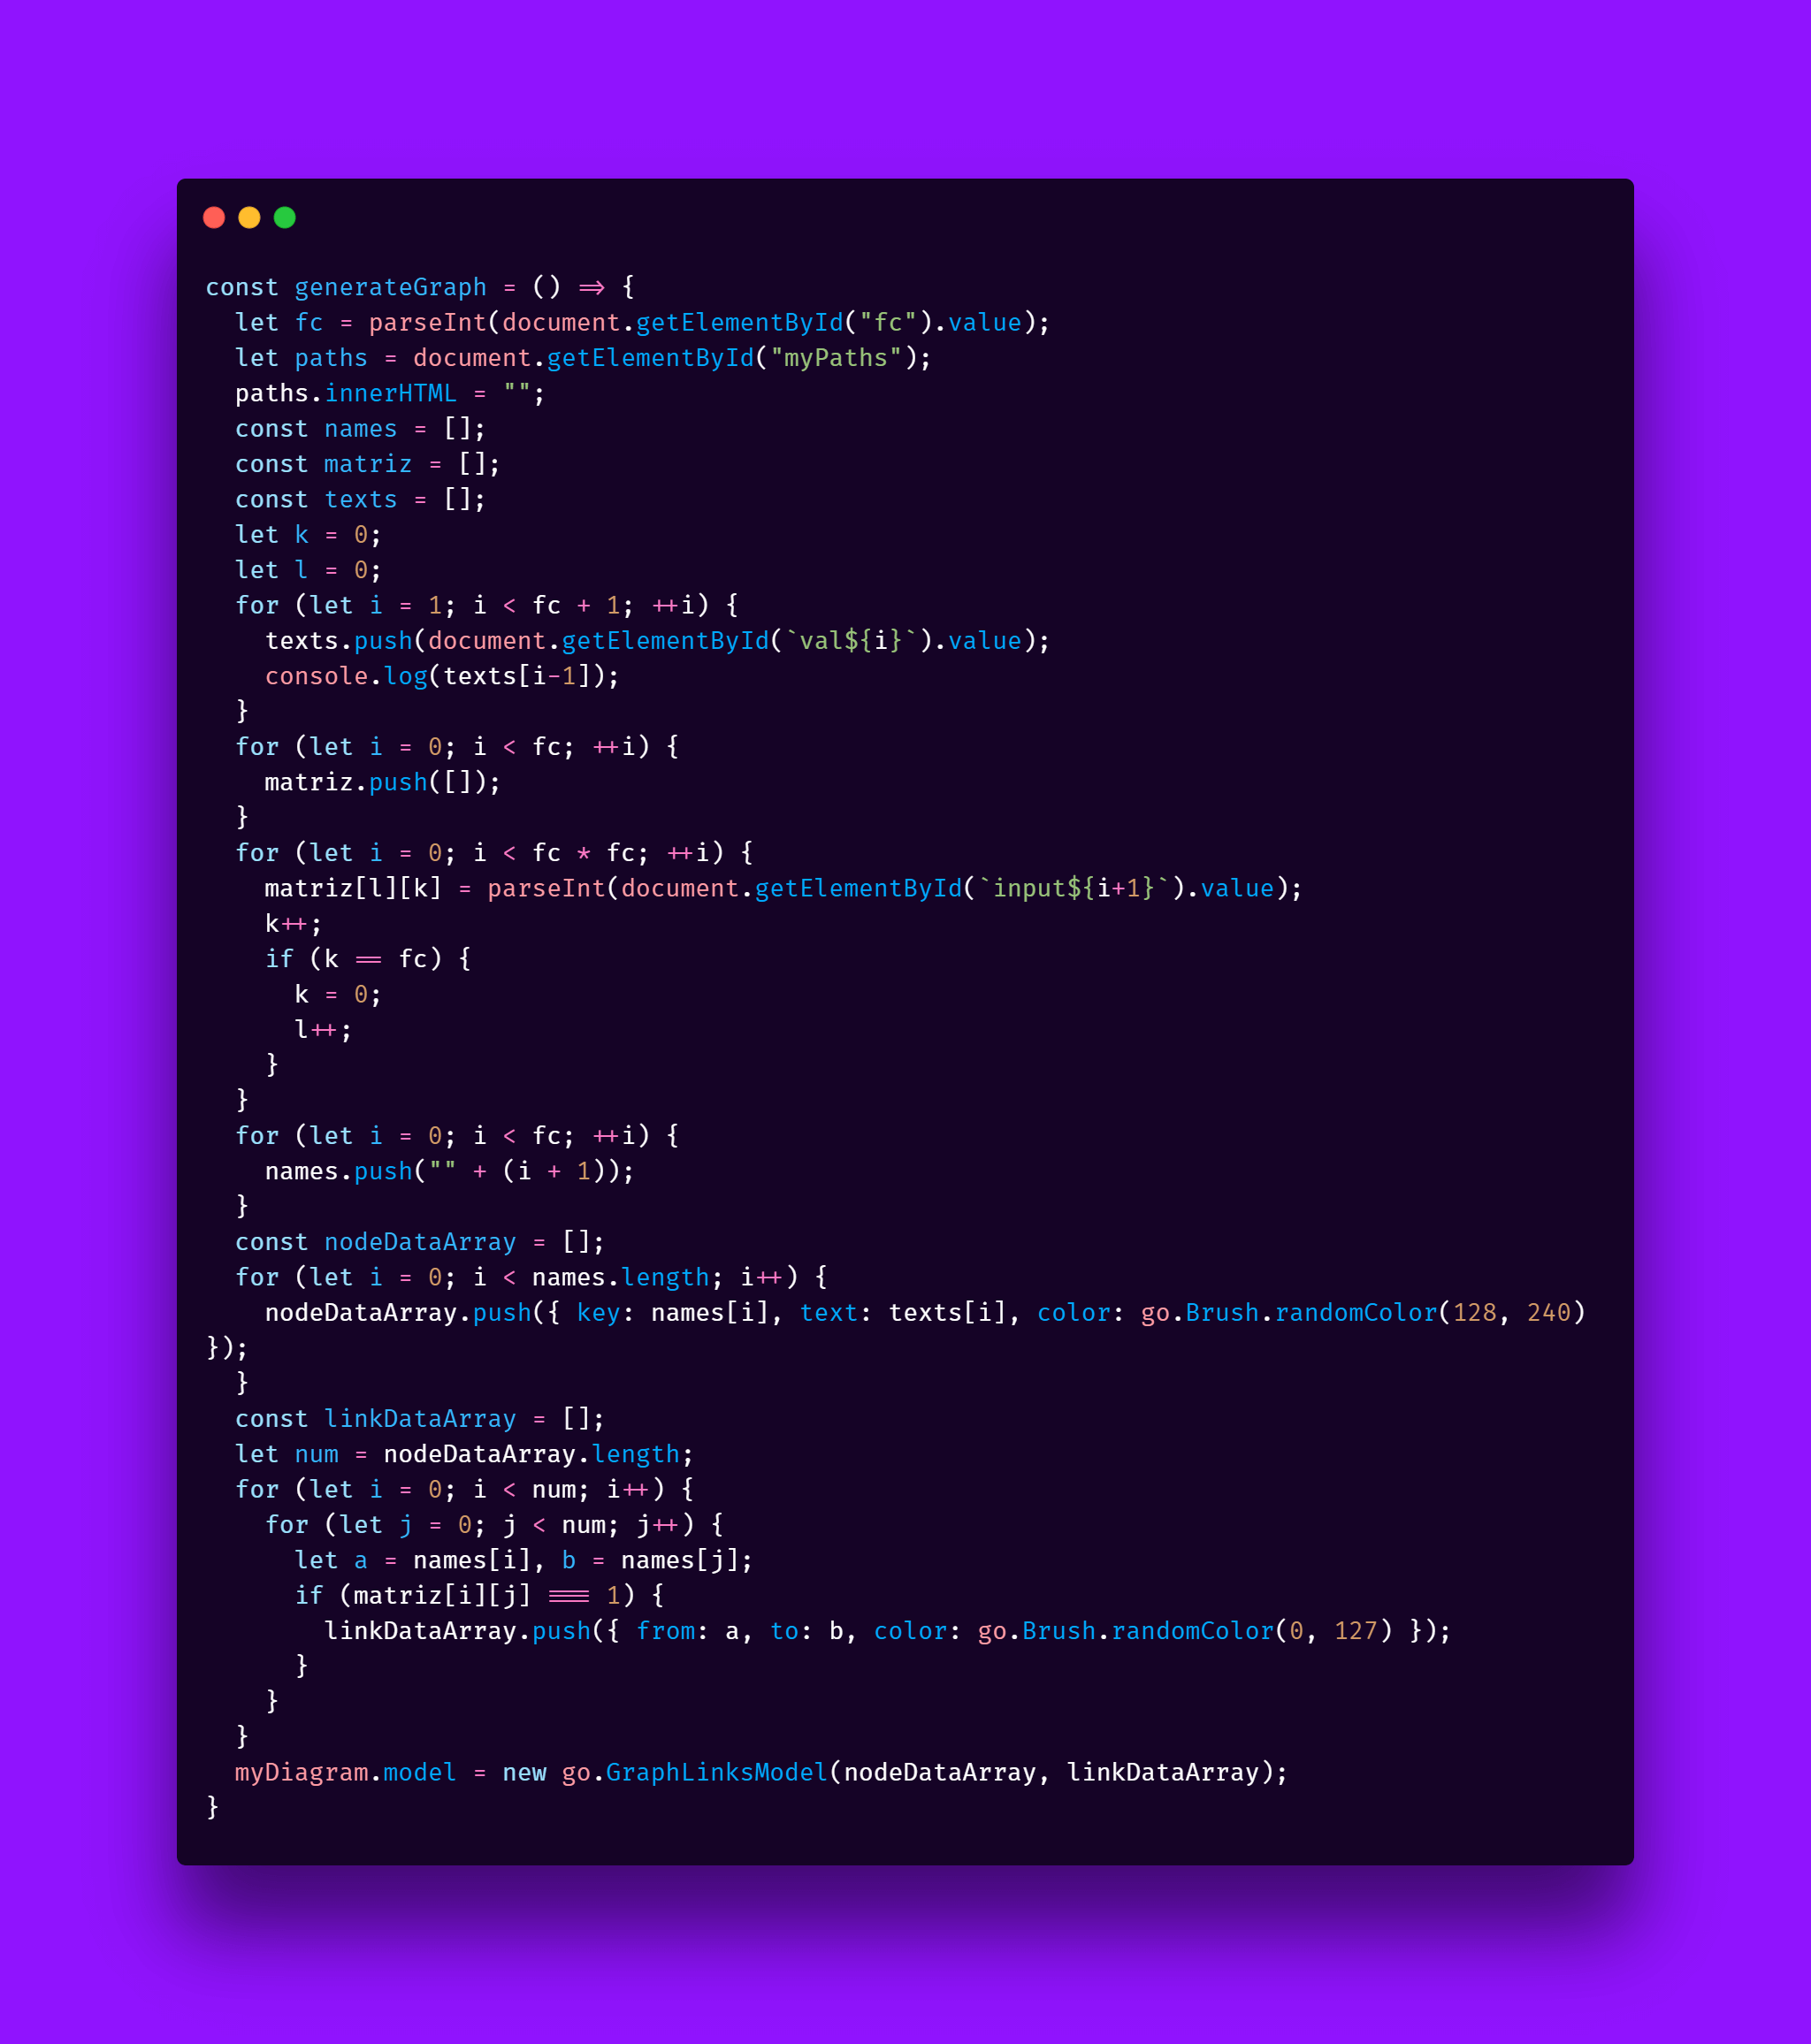 const generateGraph = () => {
  let fc = parseInt(document.getElementById("fc").value);
  let paths = document.getElementById("myPaths");
  paths.innerHTML = "";
  const names = [];
  const matriz = [];
  const texts = [];
  let k = 0;
  let l = 0;
  for (let i = 1; i < fc + 1; ++i) {
    texts.push(document.getElementById(`val${i}`).value);
    console.log(texts[i-1]);
  }
  for (let i = 0; i < fc; ++i) {
    matriz.push([]);
  }
  for (let i = 0; i < fc * fc; ++i) {
    matriz[l][k] = parseInt(document.getElementById(`input${i+1}`).value);
    k++;
    if (k == fc) {
      k = 0;
      l++;
    }
  }
  for (let i = 0; i < fc; ++i) {
    names.push("" + (i + 1));
  }
  const nodeDataArray = [];
  for (let i = 0; i < names.length; i++) {
    nodeDataArray.push({ key: names[i], text: texts[i], color: go.Brush.randomColor(128, 240)
});
  }
  const linkDataArray = [];
  let num = nodeDataArray.length;
  for (let i = 0; i < num; i++) {
    for (let j = 0; j < num; j++) {
      let a = names[i], b = names[j];
      if (matriz[i][j] === 1) {
        linkDataArray.push({ from: a, to: b, color: go.Brush.randomColor(0, 127) });
      }
    }
  }
  myDiagram.model = new go.GraphLinksModel(nodeDataArray, linkDataArray);
}